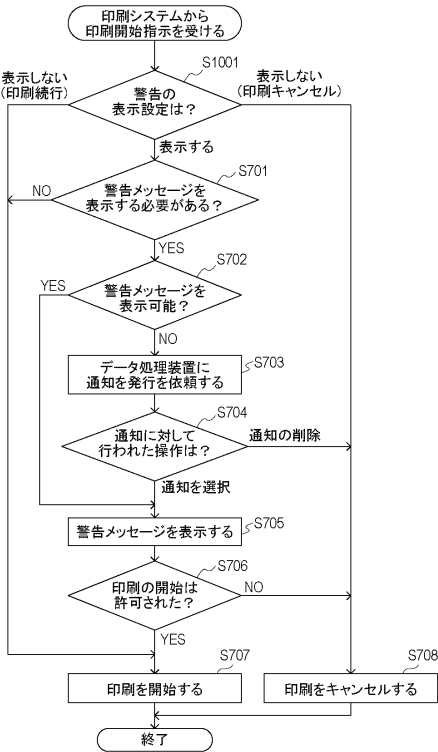 印刷システムから
印刷開始指示を受ける
S1001
表示しない
(印刷続行)
表示しない
(印刷キャンセル)
警告の
表示設定は？
表示する
S701
警告メッセージを
表示する必要がある？
NO
YES
S702
警告メッセージを
表示可能？
YES
NO
S703
データ処理装置に
通知を発行を依頼する
S704
通知に対して
行われた操作は？
通知の削除
通知を選択
S705
警告メッセージを表示する
S706
印刷の開始は
許可された？
NO
YES
S707
印刷を開始する
S708
印刷をキャンセルする
終了